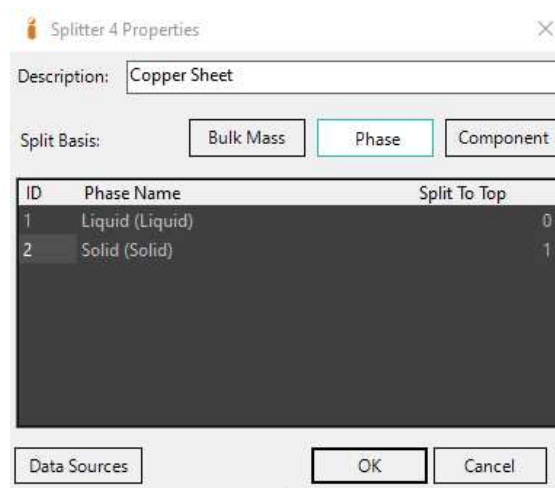 Splitter 4 Properties
Description: Copper Sheet
Split Basis: Bulk Mass Phase Component
ID Phase Name Split To Top
1 Liquid (Liquid) 0
2 Solid (Solid) 1
Data Sources OK Cancel